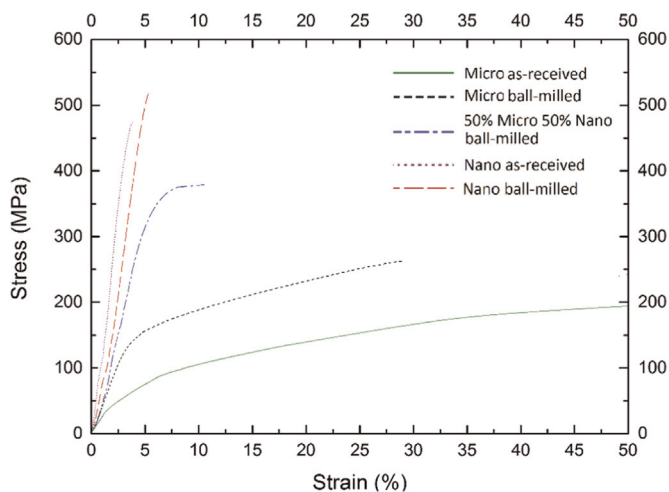 0 5 10 15 20 25 30 35 40 45 50
600 600
500 500
400 400
300 300
200 200
100 100
0 0
0 5 10 15 20 25 30 35 40 45 50
Stress (MPa)
Strain (%)
Micro as-received
Micro ball-milled
50% Micro 50% Nano
ball-milled
Nano as-received
Nano ball-milled